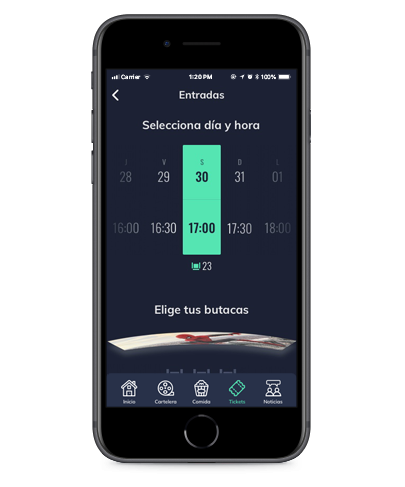 Carrier 1:20 PM 100%
Entradas
Selecciona día y hora
V S D
28 29 30 31 01
16:00 16:30 17:00 17:30 18:00
23
Elige tus butacas
Inicio Cartelera Comida Tickets Noticias